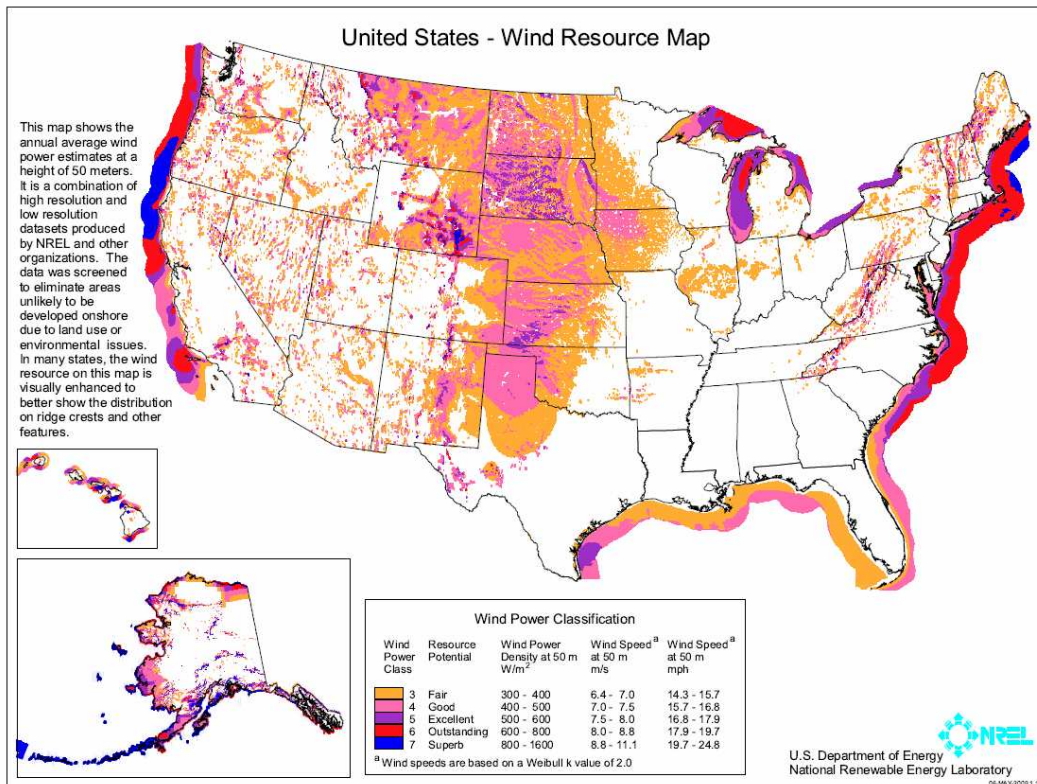 United States - Wind Resource Map
This map shows the
annual average wind
power estimates at a
height of 50 meters.
It is a combination of
high resolution and
low resolution
datasets produced
by NREL and other
organizations. The
data was screened
to eliminate areas
unlikely to be
developed onshore
due to land use or
environmental issues.
In many states, the wind
resource on this map is
visually enhanced to
better show the distribution
on ridge crests and other
features.
Wind Power Classification
Wind Resource Wind Power Wind Speed a Wind Speed a
Power Potential Density at 50 m at 50 m at 50 m
Class W/m2 m/s mph
3 Fair 300 - 400 6.4 - 7.0 14.3 - 15.7
4 Good 400 - 500 7.0 - 7.5 15.7 - 16.8
5 Excellent 500 - 600 7.5 - 8.0 16.8 - 17.9
6 Outstanding 600 - 800 8.0 - 8.8 17.9 - 19.7
7 Superb 800 - 1600 8.8 - 11.1 19.7 - 24.8
a Wind speeds are based on a Weibull k value of 2.0
NREL
U.S. Department of Energy
National Renewable Energy Laboratory